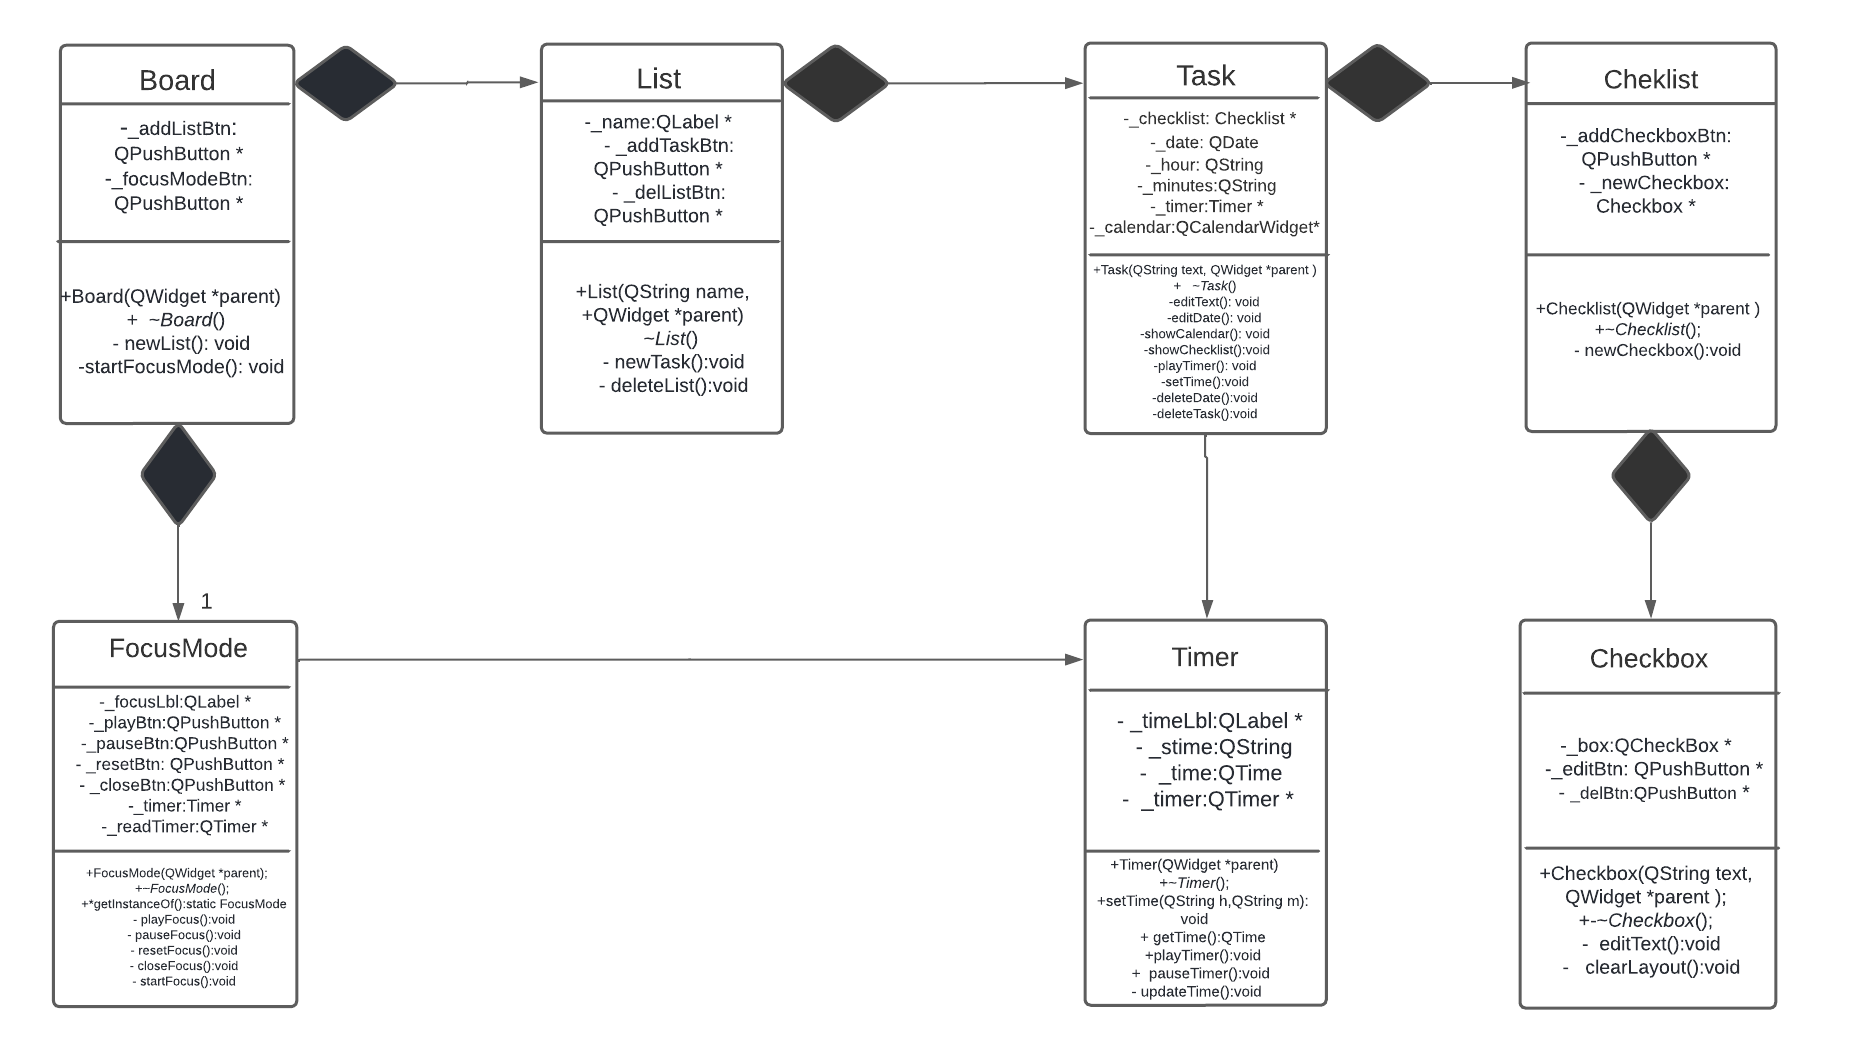 Board
-_addListBtn:
QPushButton *
-_focusModeBtn:
QPushButton *
+Board(QWidget *parent)
+ ~Board()
- newList(): void
-startFocusMode(): void
List
-_name:QLabel *
- _addTaskBtn:
QPushButton *
- _delListBtn:
QPushButton *
+List(QString name,
+QWidget *parent)
~List()
- newTask():void
- deleteList():void
Task
-_checklist: Checklist *
-_date: QDate
-_hour: QString
-_minutes:QString
-_timer:Timer *
-_calendar:QCalendarWidget*
+Task(QString text, QWidget *parent )
+ ~Task()
-editText(): void
-editDate(): void
-showCalendar(): void
-showChecklist():void
-playTimer(): void
-setTime():void
-deleteDate():void
-deleteTask():void
Cheklist
-_addCheckboxBtn:
QPushButton *
- _newCheckbox:
Checkbox *
+Checklist(QWidget *parent )
+~Checklist();
- newCheckbox():void
1
FocusMode
-_focusLbl:QLabel *
-_playBtn:QPushButton *
-_pauseBtn:QPushButton *
- _resetBtn: QPushButton *
- _closeBtn:QPushButton *
-_timer:Timer *
-_readTimer:QTimer *
+FocusMode(QWidget *parent);
+~FocusMode();
+*getInstanceOf():static FocusMode
- playFocus():void
- pauseFocus():void
- resetFocus():void
- closeFocus():void
- startFocus():void
Timer
- _timeLbl:QLabel *
- _stime:QString
- _time:QTime
- _timer:QTimer *
+Timer(QWidget *parent)
+~Timer();
+setTime(QString h,QString m):
void
+ getTime():QTime
+playTimer():void
+ pauseTimer():void
- updateTime():void
Checkbox
-_box:QCheckBox *
-_editBtn: QPushButton *
- _delBtn:QPushButton *
+Checkbox(QString text,
QWidget *parent );
+-~Checkbox();
- editText():void
- clearLayout():void